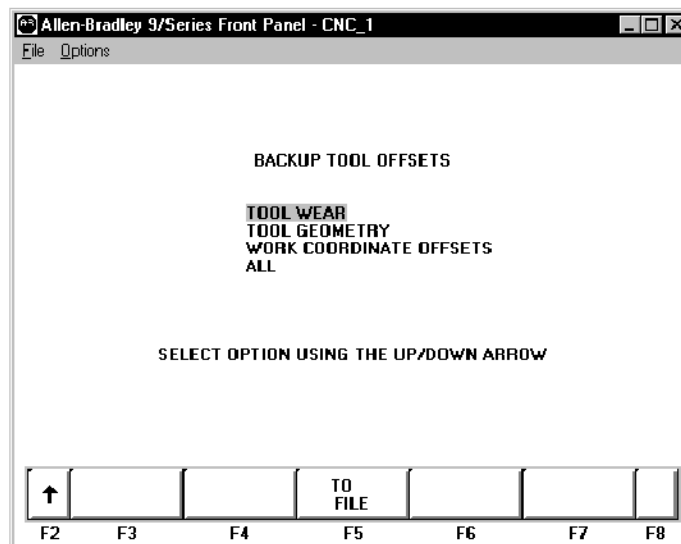 Allen-Bradley 9/Series Front Panel - CNC_1
File Options
BACKUP TOOL OFFSETS
TOOL WEAR
TOOL GEOMETRY
WORK COORDINATE OFFSETS
ALL
SELECT OPTION USING THE UP/DOWN ARROW
TO
FILE
F2 F3 F4 F5 F6 F7 F8